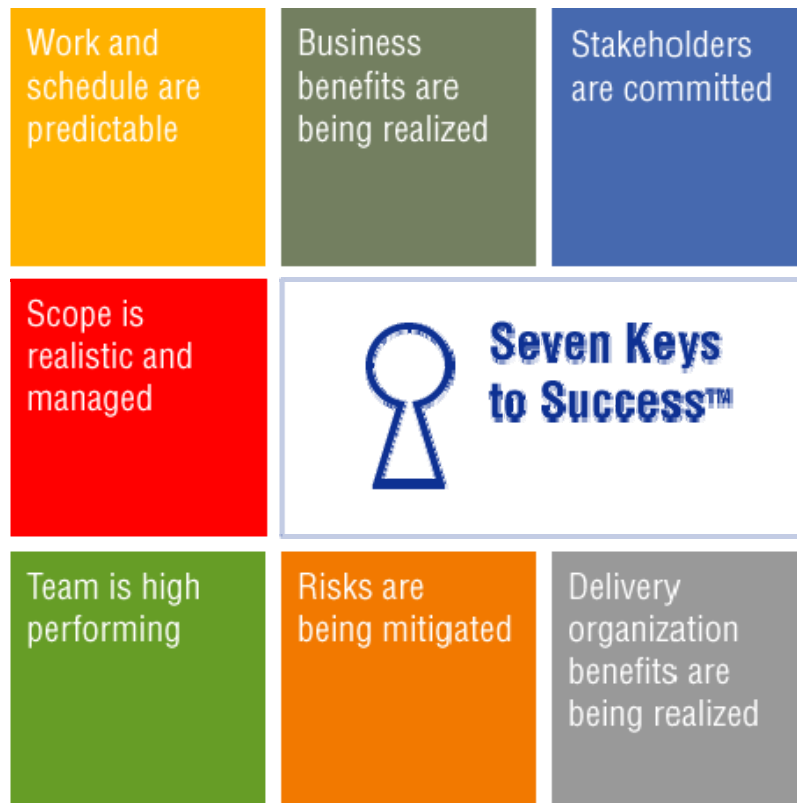 Work and
schedule are
predictable
Business
benefits are
being realized
Stakeholders
are committed
Scope is
realistic and
managed
Seven Keys
to Success™
Team is high
performing
Risks are
being mitigated
Delivery
organization
benefits are
being realized